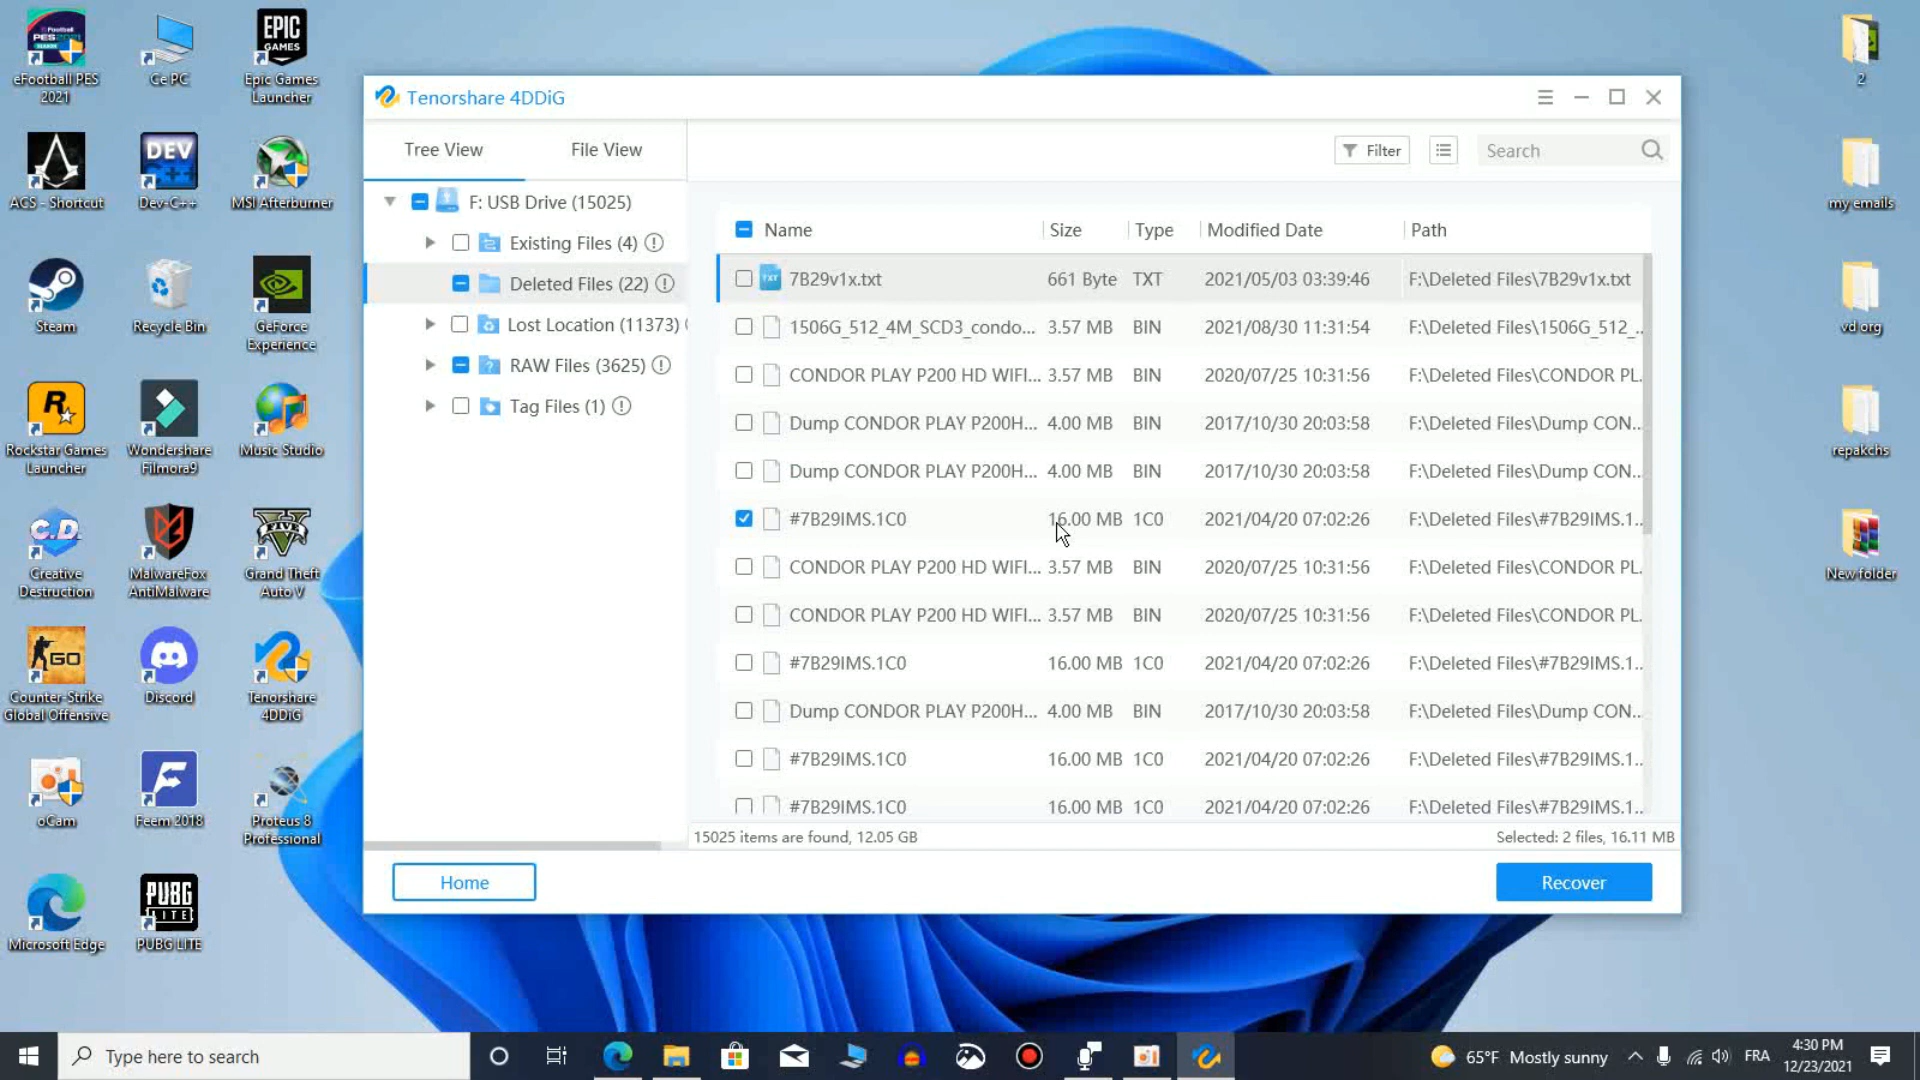 eFootball PES
2021
Ce PC
EPIC
GAMES
Epic Games
Launcher
ACS - Shortcut
DEV
C++
Dev-C++
MSI Afterburner
Steam
Recycle Bin
GeForce
Experience
Rockstar Games
Launcher
Wondershare
Filmora9
Music Studio
C.D.
Creative
Destruction
MalwareFox
AntiMalware
FIVE
Grand Theft
Auto V
GO
Counter-Strike
Global Offensive
Discord
Tenorshare
4DDiG
oCam
Feem 2018
Proteus 8
Professional
Microsoft Edge
PUBG
LITE
PUBG LITE
2
my emails
vd org
repakchs
New folder
Tenorshare 4DDiG
Tree View
File View
Filter
Search
F: USB Drive (15025)
Existing Files (4)
Deleted Files (22)
Lost Location (11373)
RAW Files (3625)
Tag Files (1)
Name Size Type Modified Date Path
7B29v1x.txt 661 Byte TXT 2021/05/03 03:39:46 F:\Deleted Files\7B29v1x.txt
1506G_512_4M_SCD3_condo... 3.57 MB BIN 2021/08/30 11:31:54 F:\Deleted Files\1506G_512_...
CONDOR PLAY P200 HD WIFI... 3.57 MB BIN 2020/07/25 10:31:56 F:\Deleted Files\CONDOR PL...
Dump CONDOR PLAY P200H... 4.00 MB BIN 2017/10/30 20:03:58 F:\Deleted Files\Dump CON...
Dump CONDOR PLAY P200H... 4.00 MB BIN 2017/10/30 20:03:58 F:\Deleted Files\Dump CON...
#7B29IMS.1C0 16.00 MB 1C0 2021/04/20 07:02:26 F:\Deleted Files\#7B29IMS.1...
CONDOR PLAY P200 HD WIFI... 3.57 MB BIN 2020/07/25 10:31:56 F:\Deleted Files\CONDOR PL...
CONDOR PLAY P200 HD WIFI... 3.57 MB BIN 2020/07/25 10:31:56 F:\Deleted Files\CONDOR PL...
#7B29IMS.1C0 16.00 MB 1C0 2021/04/20 07:02:26 F:\Deleted Files\#7B29IMS.1...
Dump CONDOR PLAY P200H... 4.00 MB BIN 2017/10/30 20:03:58 F:\Deleted Files\Dump CON...
#7B29IMS.1C0 16.00 MB 1C0 2021/04/20 07:02:26 F:\Deleted Files\#7B29IMS.1...
#7B29IMS.1C0 16.00 MB 1C0 2021/04/20 07:02:26 F:\Deleted Files\#7B29IMS.1...
15025 items are found, 12.05 GB
Selected: 2 files, 16.11 MB
Home
Recover
Type here to search
65°F Mostly sunny
FRA
4:30 PM
12/23/2021